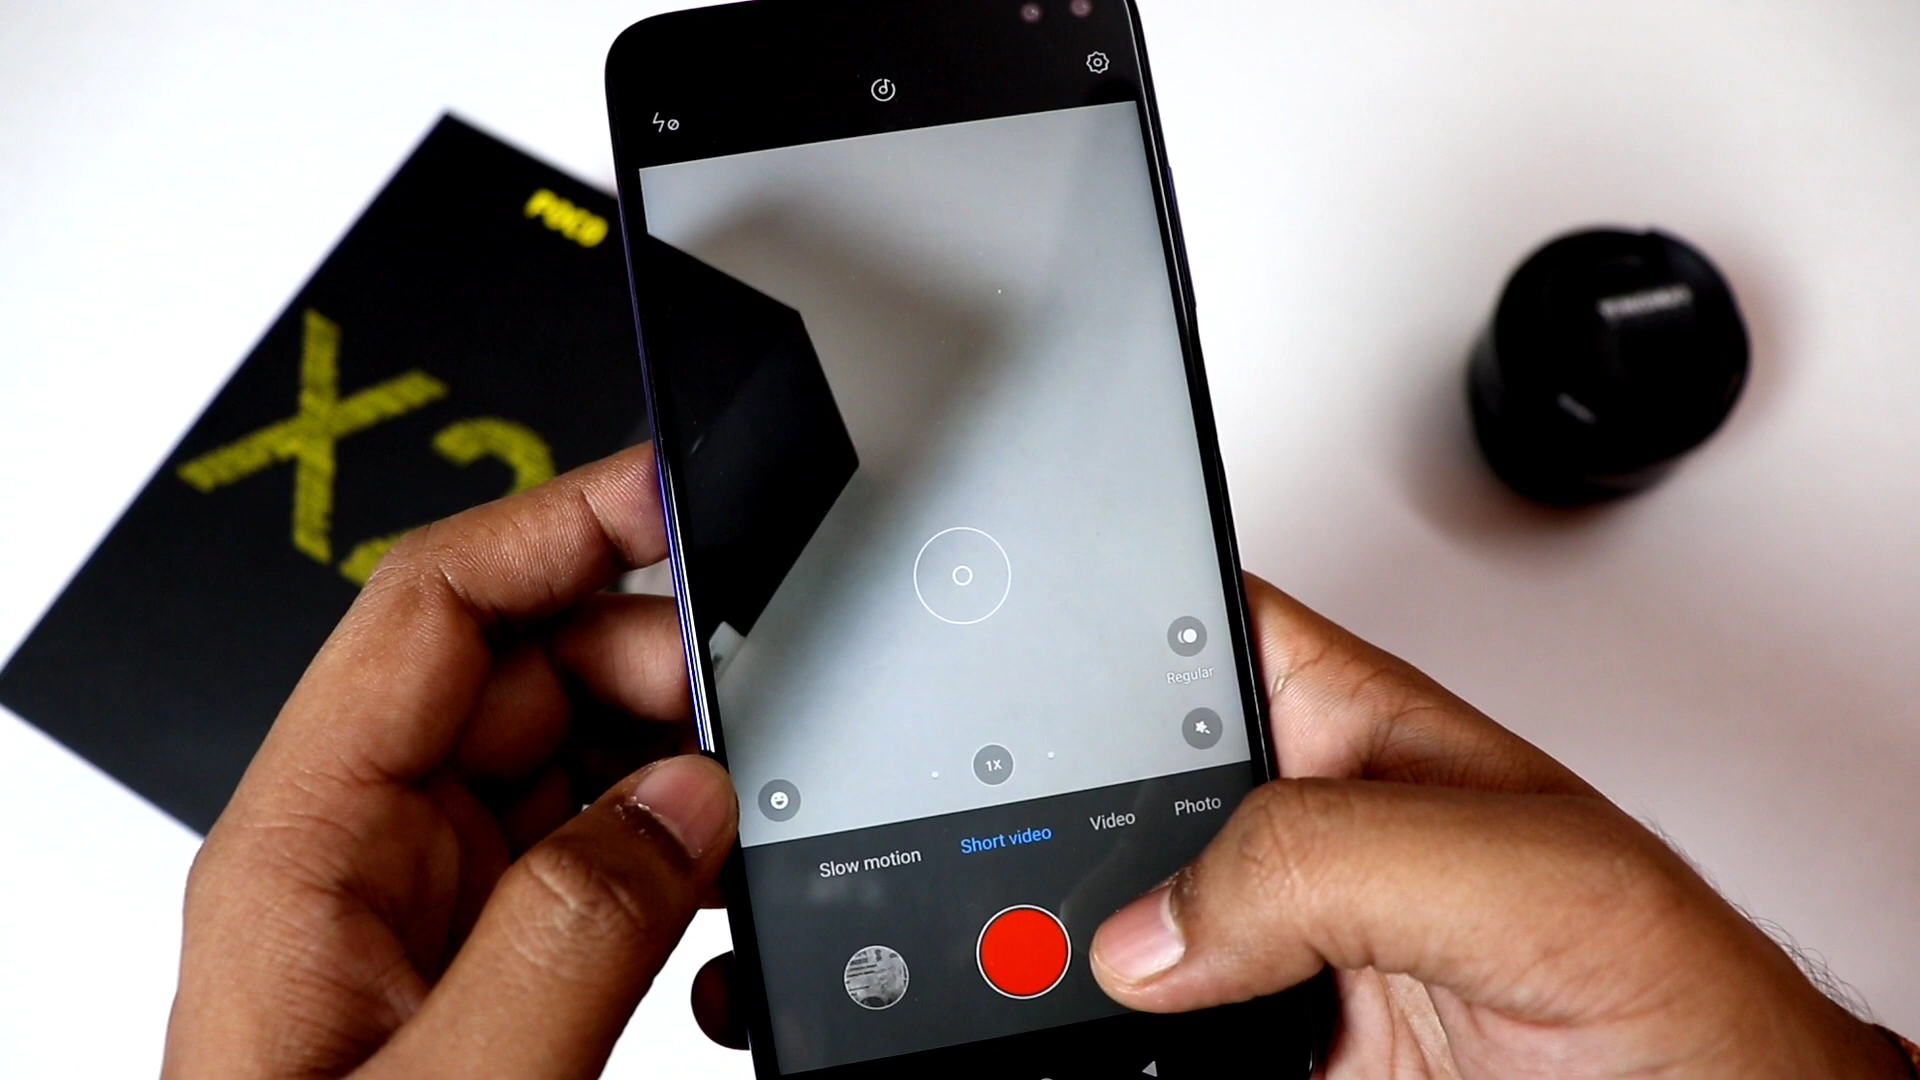 POCO
X2
Regular
1X
Slow motion
Short video
Video
Photo